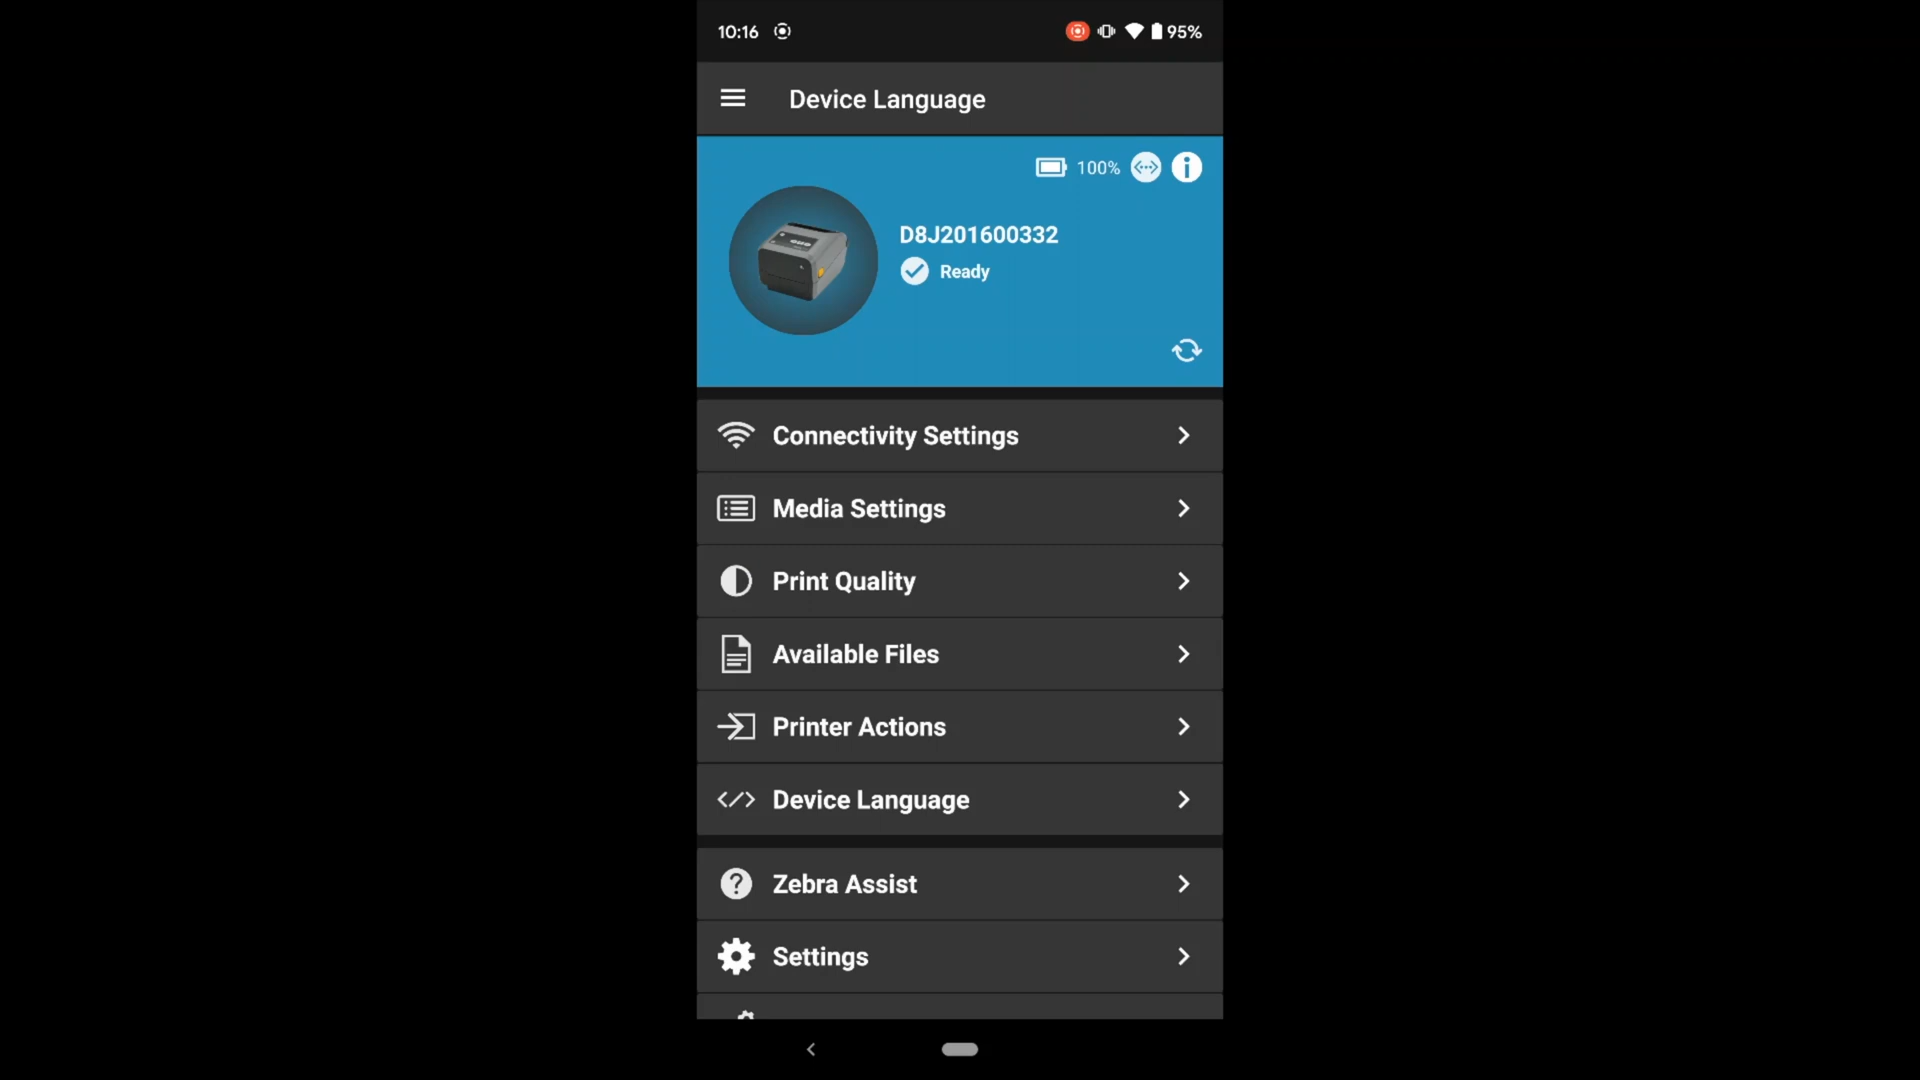 10:16
95%
Device Language
100%
D8J201600332
Ready
Connectivity Settings
Media Settings
Print Quality
Available Files
Printer Actions
Device Language
Zebra Assist
Settings